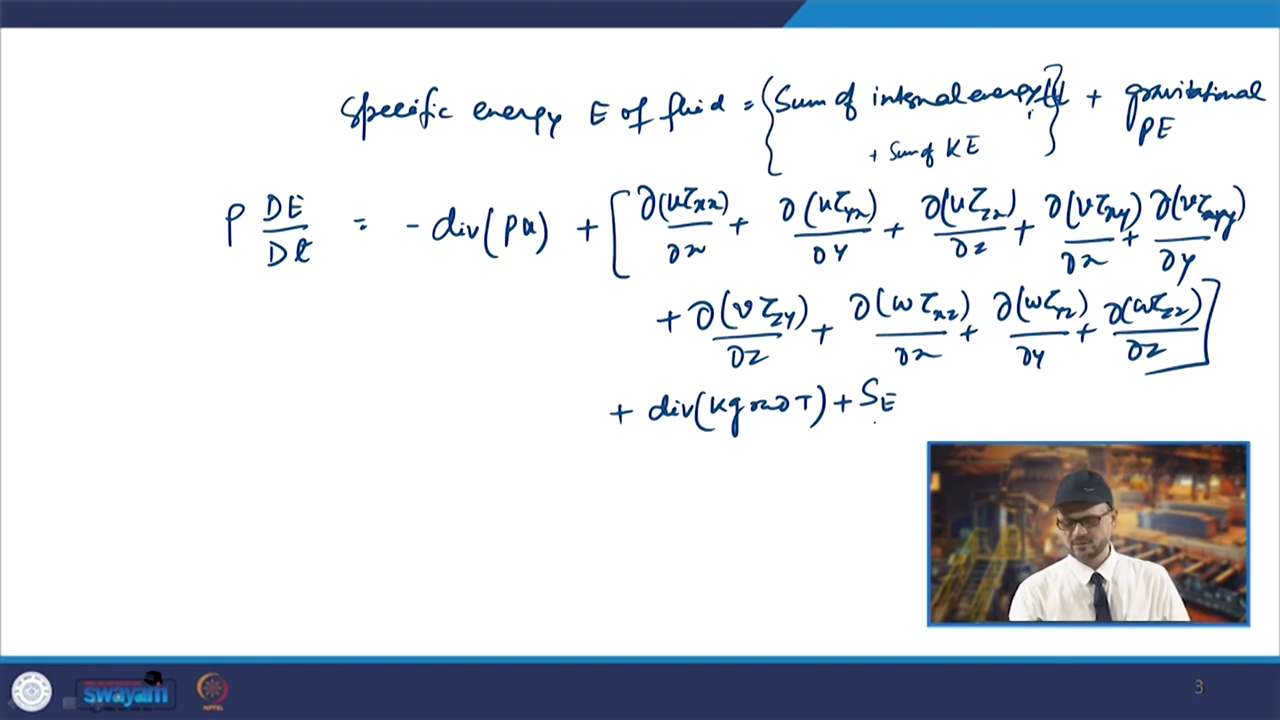 Specific energy E of fluid = { Sum of internal energy, i } + gravitational
+ Sum of KE PE
ρ DE/Dt = - div(pu) + [ ∂(uτxx)/∂x + ∂(uτyx)/∂y + ∂(uτzx)/∂z + ∂(vτxy)/∂x + ∂(vτyy)/∂y
+ ∂(vτzy)/∂z + ∂(wτxz)/∂x + ∂(wτyz)/∂y + ∂(wτzz)/∂z ]
+ div(k grad T) + SE
3
swayam